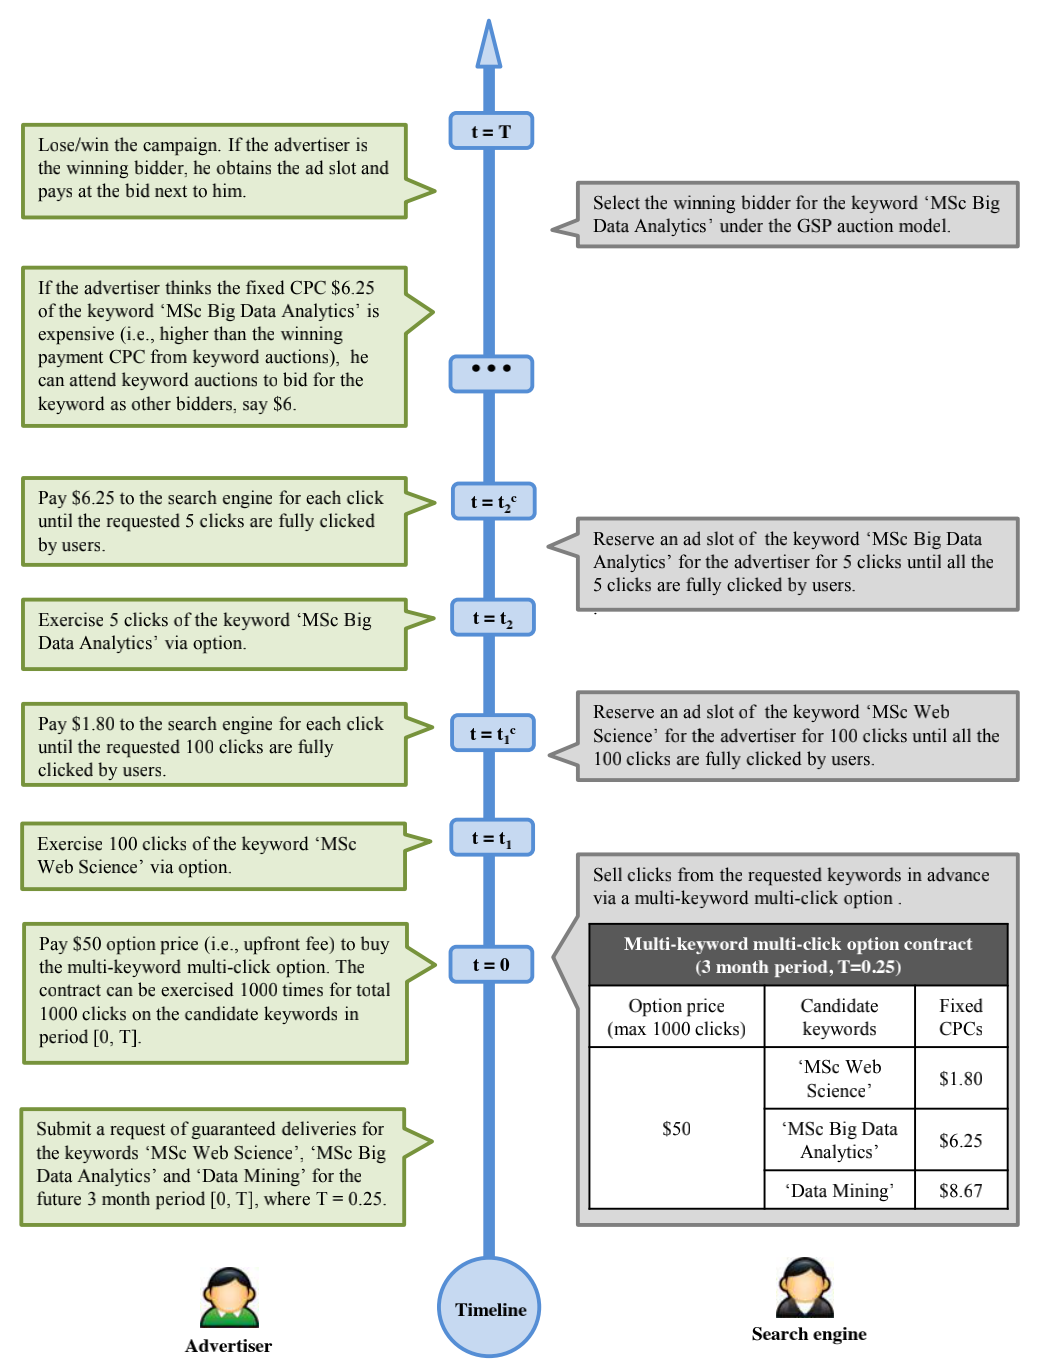 t = T
Lose/win the campaign. If the advertiser is
the winning bidder, he obtains the ad slot and
pays at the bid next to him.
Select the winning bidder for the keyword ‘MSc Big
Data Analytics’ under the GSP auction model.
If the advertiser thinks the fixed CPC $6.25
of the keyword ‘MSc Big Data Analytics’ is
expensive (i.e., higher than the winning
payment CPC from keyword auctions), he
can attend keyword auctions to bid for the
keyword as other bidders, say $6.
•••
Pay $6.25 to the search engine for each click
until the requested 5 clicks are fully clicked
by users.
t = t₂ᶜ
Reserve an ad slot of the keyword ‘MSc Big Data
Analytics’ for the advertiser for 5 clicks until all the
5 clicks are fully clicked by users.
.
Exercise 5 clicks of the keyword ‘MSc Big
Data Analytics’ via option.
t = t₂
Pay $1.80 to the search engine for each click
until the requested 100 clicks are fully
clicked by users.
t = t₁ᶜ
Reserve an ad slot of the keyword ‘MSc Web
Science’ for the advertiser for 100 clicks until all the
100 clicks are fully clicked by users.
Exercise 100 clicks of the keyword ‘MSc
Web Science’ via option.
t = t₁
Pay $50 option price (i.e., upfront fee) to buy
the multi-keyword multi-click option. The
contract can be exercised 1000 times for total
1000 clicks on the candidate keywords in
period [0, T].
t = 0
Sell clicks from the requested keywords in advance
via a multi-keyword multi-click option .
Multi-keyword multi-click option contract
(3 month period, T=0.25)
Option price
(max 1000 clicks)
Candidate
keywords
Fixed
CPCs
$50
‘MSc Web
Science’
$1.80
‘MSc Big Data
Analytics’
$6.25
‘Data Mining’
$8.67
Submit a request of guaranteed deliveries for
the keywords ‘MSc Web Science’, ‘MSc Big
Data Analytics’ and ‘Data Mining’ for the
future 3 month period [0, T], where T = 0.25.
Advertiser
Timeline
Search engine